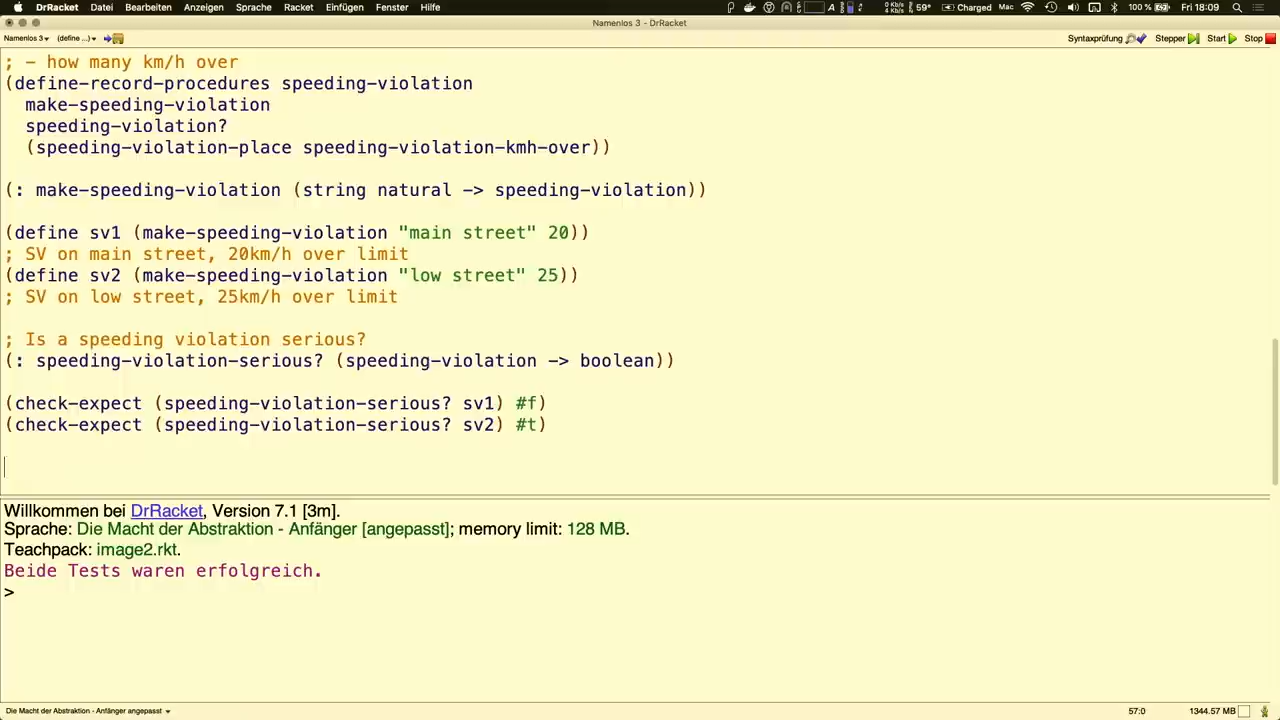 DrRacket Datei Bearbeiten Anzeigen Sprache Racket Einfügen Fenster Hilfe 59° Charged Mac 100 % Fri 18:09
Namenlos 3 - DrRacket
Namenlos 3 (define ...) Syntaxprüfung Stepper Start Stop
; - how many km/h over
(define-record-procedures speeding-violation
make-speeding-violation
speeding-violation?
(speeding-violation-place speeding-violation-kmh-over))
(: make-speeding-violation (string natural -> speeding-violation))
(define sv1 (make-speeding-violation "main street" 20))
; SV on main street, 20km/h over limit
(define sv2 (make-speeding-violation "low street" 25))
; SV on low street, 25km/h over limit
; Is a speeding violation serious?
(: speeding-violation-serious? (speeding-violation -> boolean))
(check-expect (speeding-violation-serious? sv1) #f)
(check-expect (speeding-violation-serious? sv2) #t)
Willkommen bei DrRacket, Version 7.1 [3m].
Sprache: Die Macht der Abstraktion - Anfänger [angepasst]; memory limit: 128 MB.
Teachpack: image2.rkt.
Beide Tests waren erfolgreich.
>
Die Macht der Abstraktion - Anfänger angepasst 57:0 1344.57 MB